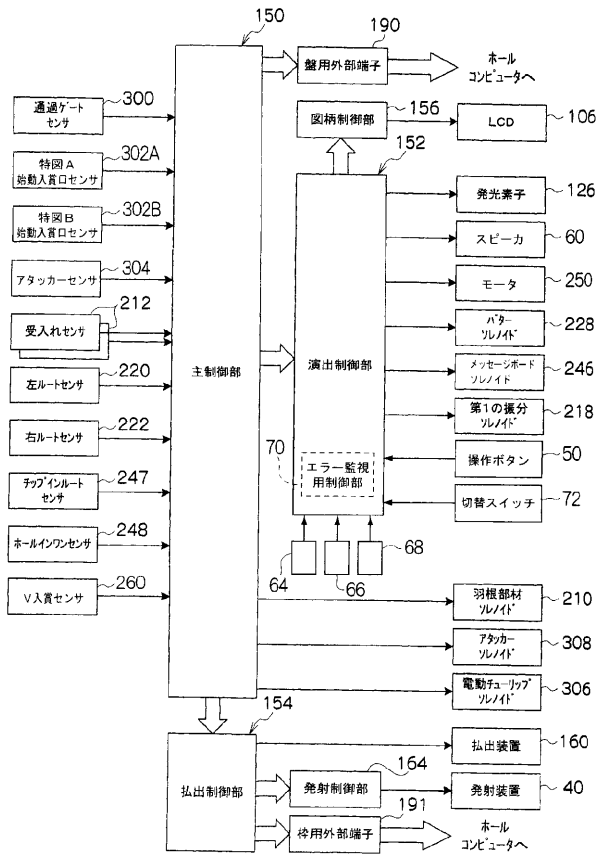 150
190
盤用外部端子
ホール
コンピュータへ
156
図柄制御部
LCD
106
152
300
通過ゲート
センサ
302A
特図A
始動入賞口センサ
302B
特図B
始動入賞口センサ
304
アタッカーセンサ
212
受入れセンサ
220
左ルートセンサ
222
右ルートセンサ
247
チップインルート
センサ
248
ホールインワンセンサ
260
V入賞センサ
主制御部
演出制御部
70
エラー監視
用制御部
発光素子
126
スピーカ
60
モータ
250
パター
ソレノイド
228
メッセージボード
ソレノイド
246
第1の振分
ソレノイド
218
操作ボタン
50
切替スイッチ
72
64
66
68
羽根部材
ソレノイド
210
アタッカー
ソレノイド
308
電動チューリップ
ソレノイド
306
154
払出制御部
払出装置
160
164
発射制御部
発射装置
40
191
枠用外部端子
ホール
コンピュータへ